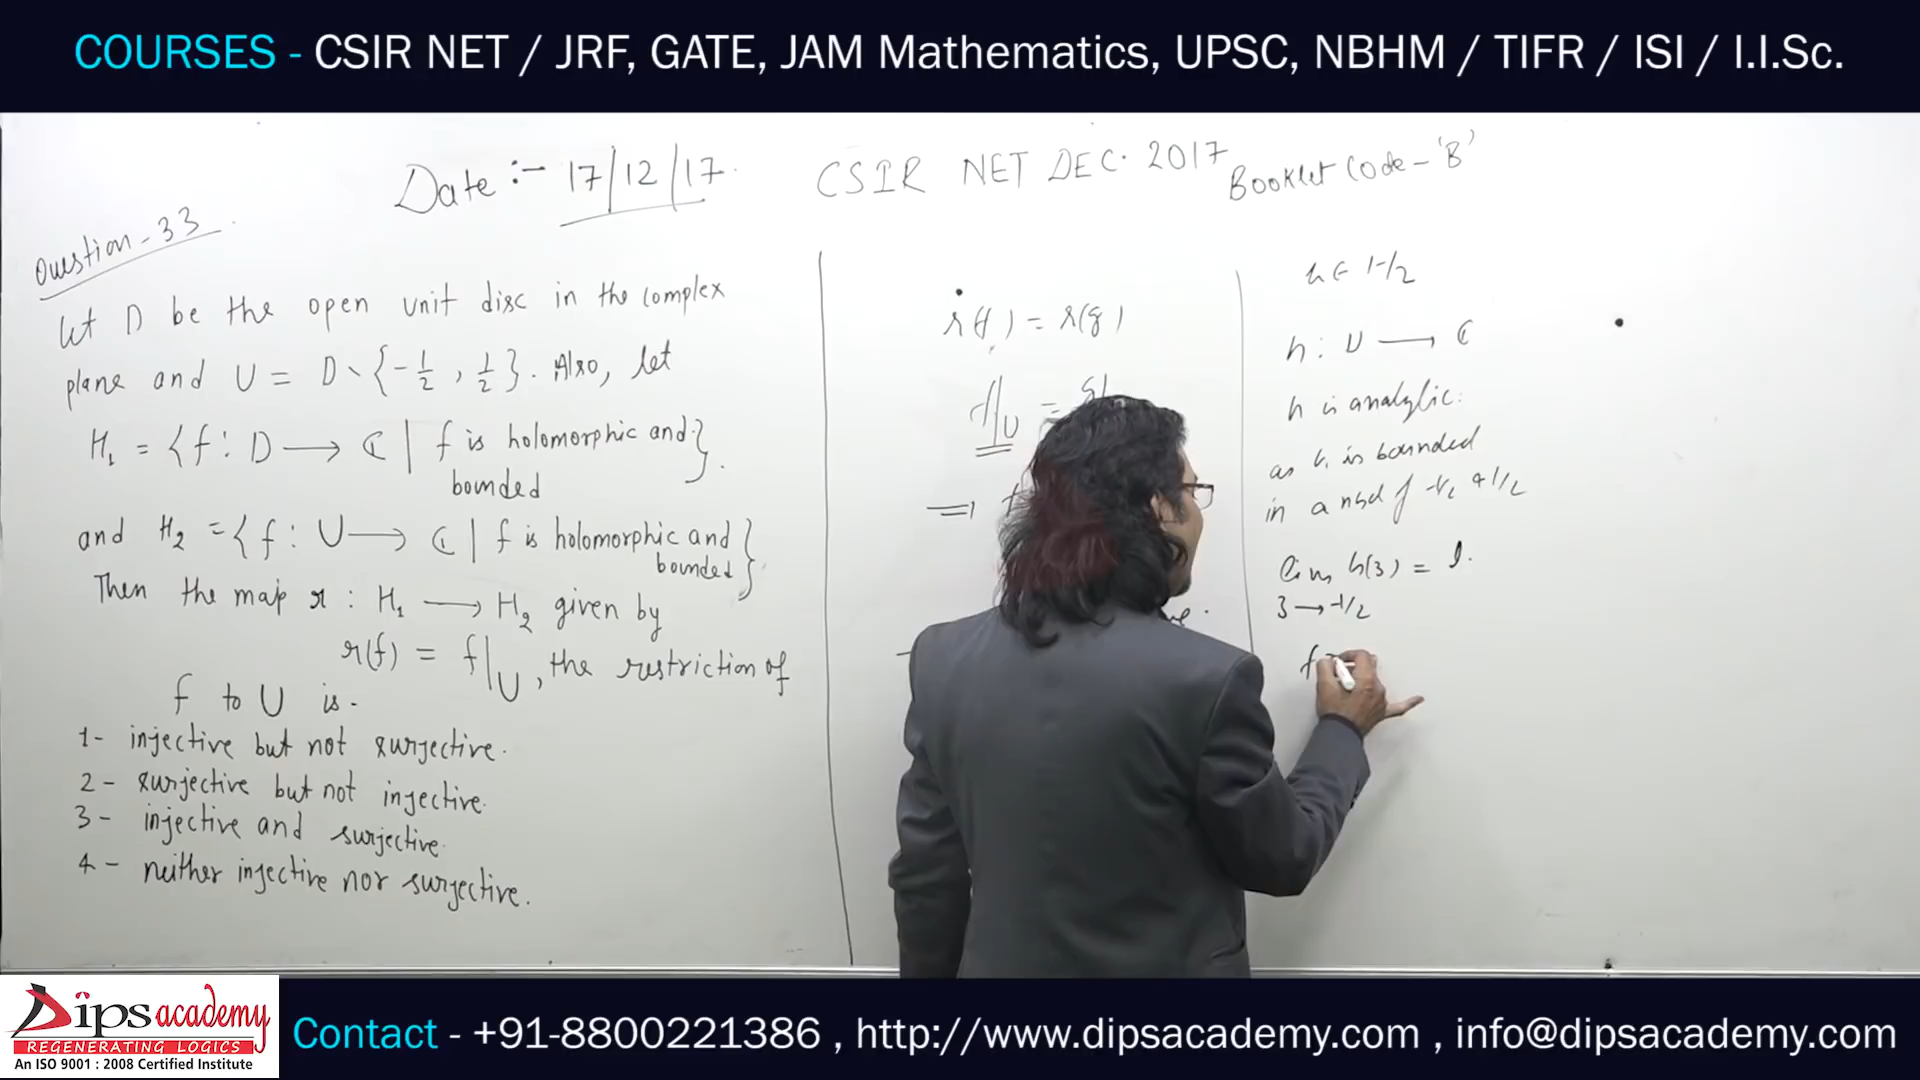 COURSES - CSIR NET / JRF, GATE, JAM Mathematics, UPSC, NBHM / TIFR / ISI / I.I.Sc.
Date :- 17/12/17.
CSIR NET DEC. 2017
Booklet Code - 'B'
Question - 33
Let D be the open unit disc in the complex
plane and U = D \ {-1/2, 1/2}. Also, let
H₁ = {f : D → ℂ | f is holomorphic and
bounded}.
and H₂ = {f : U → ℂ | f is holomorphic and
bounded}.
Then the map r : H₁ → H₂ given by
r(f) = f|U, the restriction of
f to U is.
1- injective but not surjective.
2- surjective but not injective.
3- injective and surjective.
4- neither injective nor surjective.
r(f) = r(g)
f|U =
h : U → ℂ
h is analytic.
as h is bounded
in a nbd of -1/2 & 1/2
lim h(z) = l.
z → -1/2
Dips academy
REGENERATING LOGICS
An ISO 9001 : 2008 Certified Institute
Contact - +91-8800221386 , http://www.dipsacademy.com , info@dipsacademy.com